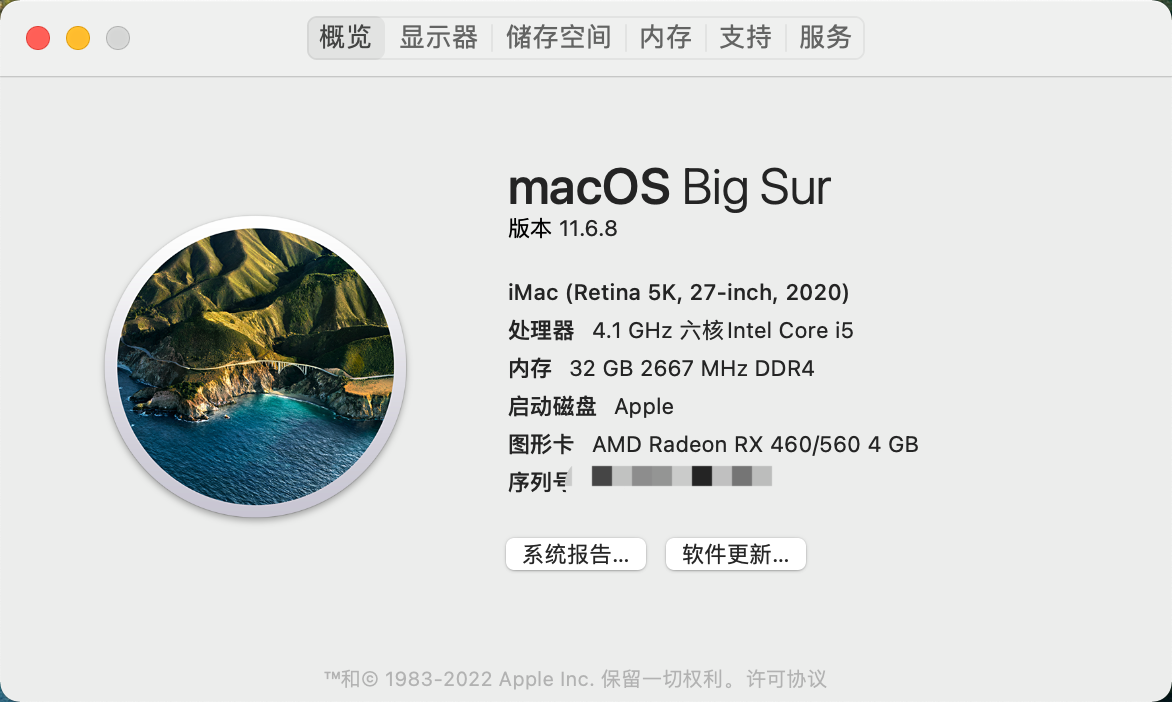 概览 显示器 储存空间 内存 支持 服务
macOS Big Sur
版本 11.6.8
iMac (Retina 5K, 27-inch, 2020)
处理器 4.1 GHz 六核Intel Core i5
内存 32 GB 2667 MHz DDR4
启动磁盘 Apple
图形卡 AMD Radeon RX 460/560 4 GB
序列号
系统报告... 软件更新...
™和© 1983-2022 Apple Inc. 保留一切权利。许可协议